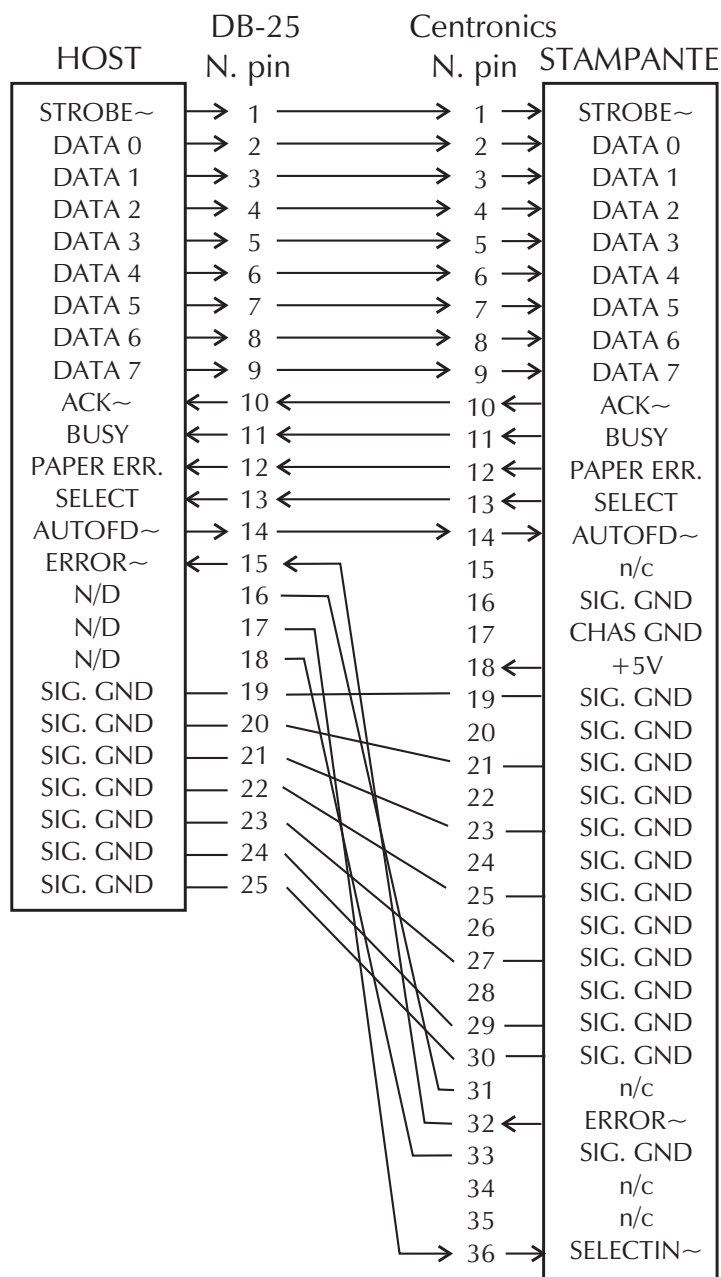 DB-25 Centronics
HOST N. pin N. pin STAMPANTE
STROBE~ 1 1 STROBE~
DATA 0 2 2 DATA 0
DATA 1 3 3 DATA 1
DATA 2 4 4 DATA 2
DATA 3 5 5 DATA 3
DATA 4 6 6 DATA 4
DATA 5 7 7 DATA 5
DATA 6 8 8 DATA 6
DATA 7 9 9 DATA 7
ACK~ 10 10 ACK~
BUSY 11 11 BUSY
PAPER ERR. 12 12 PAPER ERR.
SELECT 13 13 SELECT
AUTOFD~ 14 14 AUTOFD~
ERROR~ 15 15 n/c
N/D 16 16 SIG. GND
N/D 17 17 CHAS GND
N/D 18 18 +5V
SIG. GND 19 19 SIG. GND
SIG. GND 20 20 SIG. GND
SIG. GND 21 21 SIG. GND
SIG. GND 22 22 SIG. GND
SIG. GND 23 23 SIG. GND
SIG. GND 24 24 SIG. GND
SIG. GND 25 25 SIG. GND
26 SIG. GND
27 SIG. GND
28 SIG. GND
29 SIG. GND
30 SIG. GND
31 n/c
32 ERROR~
33 SIG. GND
34 n/c
35 n/c
36 SELECTIN~